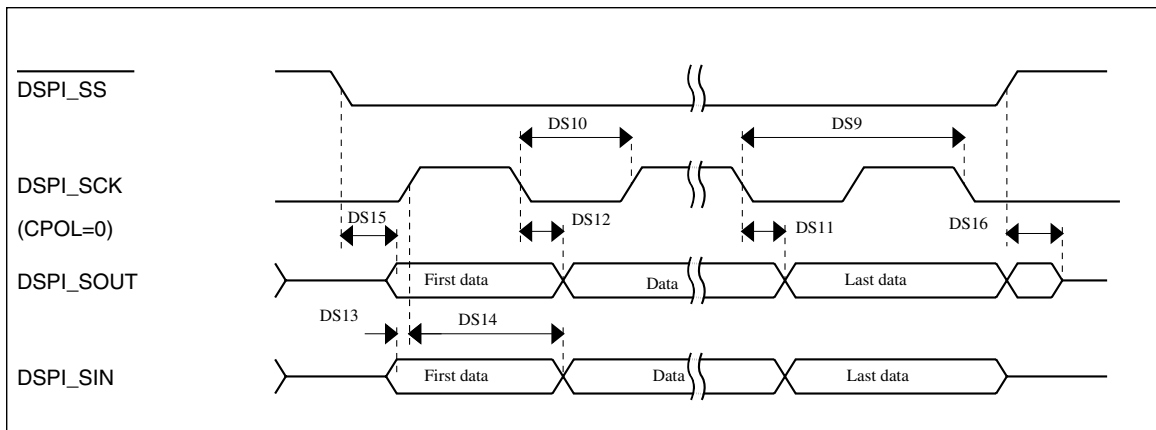 DSPI_SS
DS10
DS9
DSPI_SCK
(CPOL=0)
DS15
DS12
DS11
DS16
DSPI_SOUT
First data
Data
Last data
DS13
DS14
DSPI_SIN
First data
Data
Last data